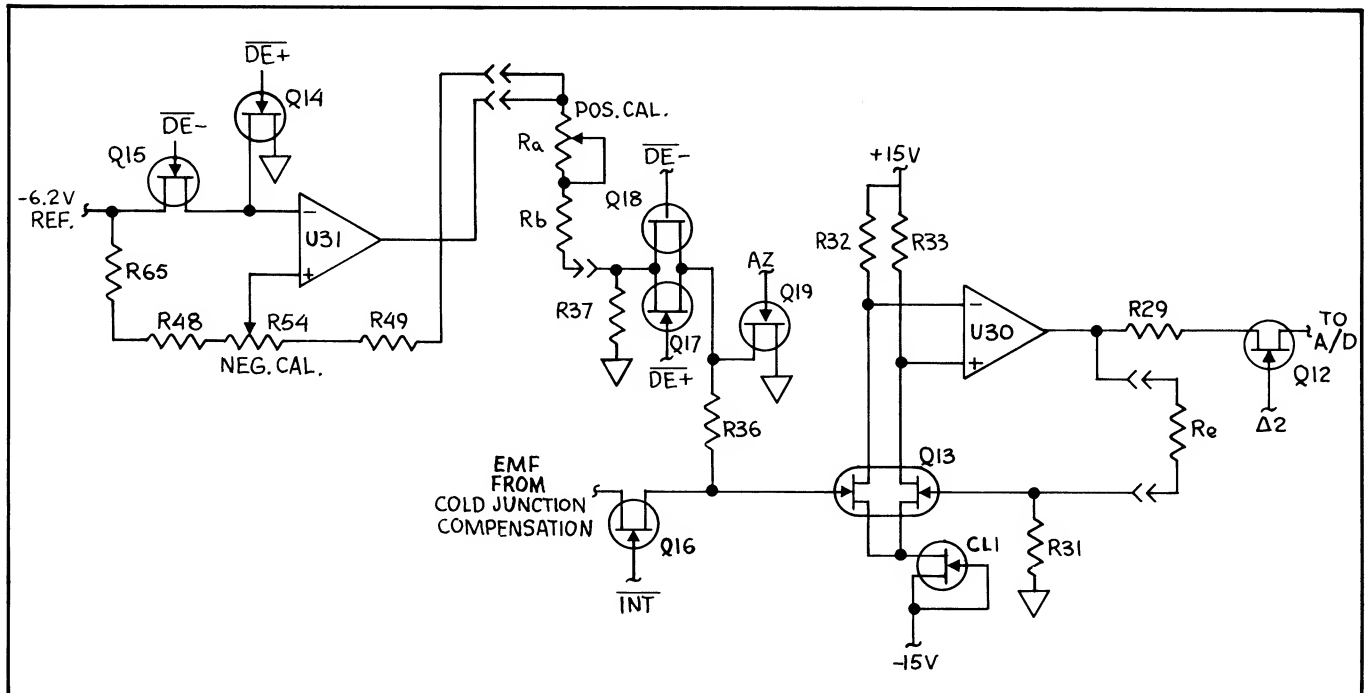 DE+
Q14
DE-
Q15
-6.2V
REF.
U31
-
+
R65
R48
R54
R49
NEG. CAL.
POS. CAL.
Ra
Rb
R37
DE-
Q18
Q17
DE+
AZ
Q19
R36
EMF
FROM
COLD JUNCTION
COMPENSATION
Q16
INT
+15V
R32
R33
-
+
U30
R29
TO
A/D
Q12
Δ2
Re
Q13
CL1
R31
-15V